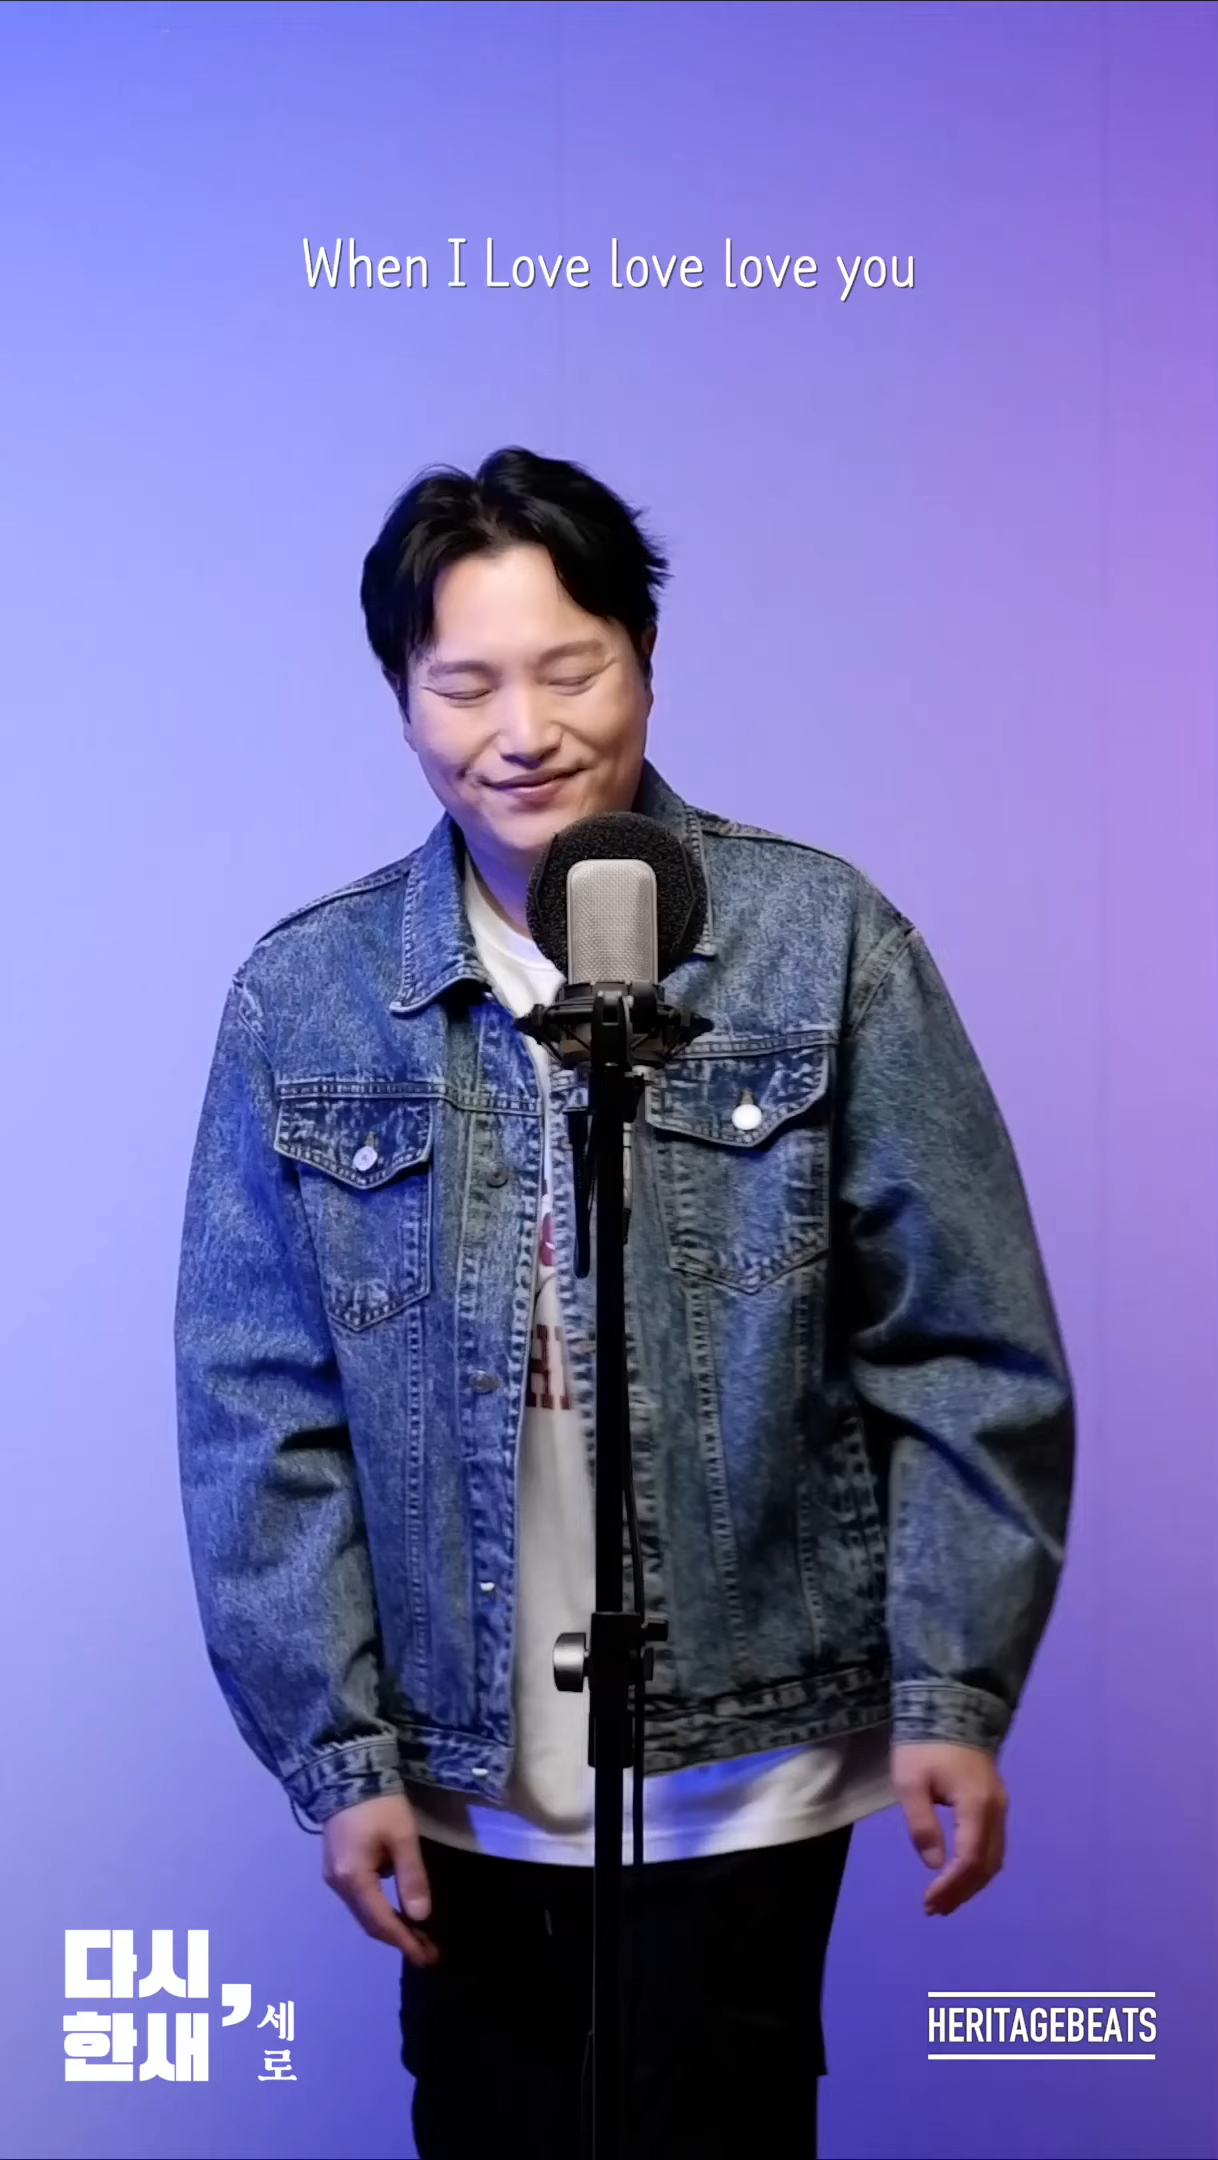 When I Love love love you
다시
한새,
세
로
HERITAGEBEATS